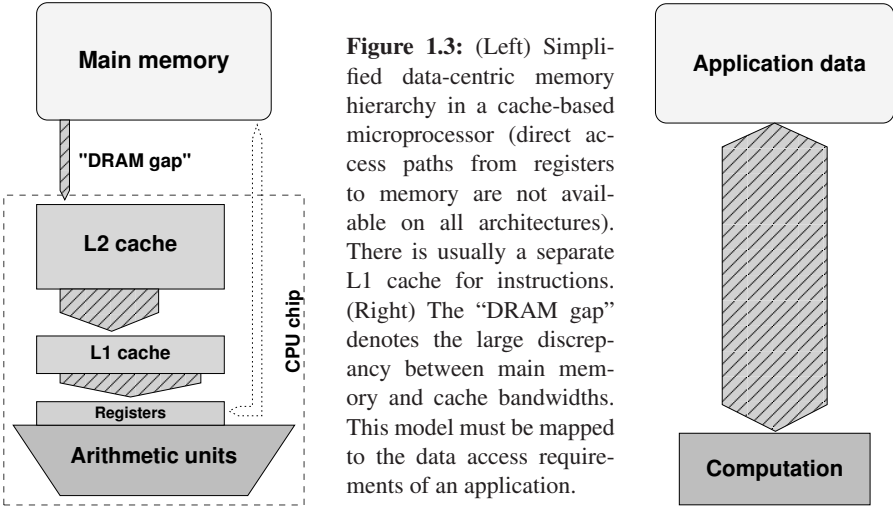 Main memory
"DRAM gap"
L2 cache
L1 cache
Registers
Arithmetic units
CPU chip
Figure 1.3: (Left) Simpli-
fied data-centric memory
hierarchy in a cache-based
microprocessor (direct ac-
cess paths from registers
to memory are not avail-
able on all architectures).
There is usually a separate
L1 cache for instructions.
(Right) The “DRAM gap”
denotes the large discrep-
ancy between main mem-
ory and cache bandwidths.
This model must be mapped
to the data access require-
ments of an application.
Application data
Computation